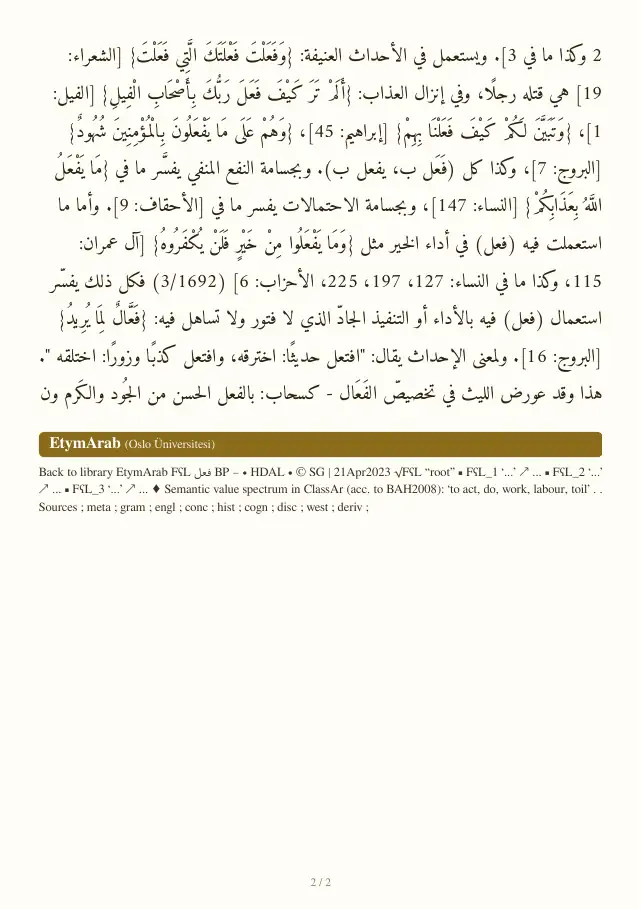 2 وكذا ما في 3]. ويستعمل في الأحداث العنيفة: {وَفَعَلْتَ فَعْلَتَكَ الَّتِي فَعَلْتَ} [الشعراء:
19] هي قتله رجلًا، وفي إنزال العذاب: {أَلَمْ تَرَ كَيْفَ فَعَلَ رَبُّكَ بِأَصْحَابِ الْفِيلِ} [الفيل:
1]، {وَتَبَيَّنَ لَكُمْ كَيْفَ فَعَلْنَا بِهِمْ} [إبراهيم: 45]، {وَهُمْ عَلَى مَا يَفْعَلُونَ بِالْمُؤْمِنِينَ شُهُودٌ}
[البروج: 7]، وكذا كل (فَعَل ب، يفعل ب). وبجسامة النفع المنفي يفسَّر ما في {مَا يَفْعَلُ
اللَّهُ بِعَذَابِكُمْ} [النساء: 147]، وبجسامة الاحتمالات يفسر ما في [الأحقاف: 9]. وأما ما
استعملت فيه (فعل) في أداء الخير مثل {وَمَا يَفْعَلُوا مِنْ خَيْرٍ فَلَنْ يُكْفَرُوهُ} [آل عمران:
115، وكذا ما في النساء: 127، 197، 225، الأحزاب: 6] (3/1692) فكل ذلك يفسّر
استعمال (فعل) فيه بالأداء أو التنفيذ الجادّ الذي لا فتور ولا تساهل فيه: {فَعَّالٌ لِمَا يُرِيدُ}
[البروج: 16]. ولمعنى الإحداث يقال: "افتعل حديثًا: اخترقه، وافتعل كذبًا وزورًا: اختلقه ".
هذا وقد عورض الليث في تخصيصّ الفَعَال - كسحاب: بالفعل الحسن من الجُود والكَرم ون
EtymArab (Oslo Üniversitesi)
Back to library EtymArab FʕL فعل BP – • HDAL • © SG | 21Apr2023 √FʕL “root” ▪ FʕL_1 ‘...’ ↗ ... ▪ FʕL_2 ‘...’
↗ ... ▪ FʕL_3 ‘...’ ↗ ... ♦ Semantic value spectrum in ClassAr (acc. to BAH2008): ‘to act, do, work, labour, toil’ . .
Sources ; meta ; gram ; engl ; conc ; hist ; cogn ; disc ; west ; deriv ;
2 / 2